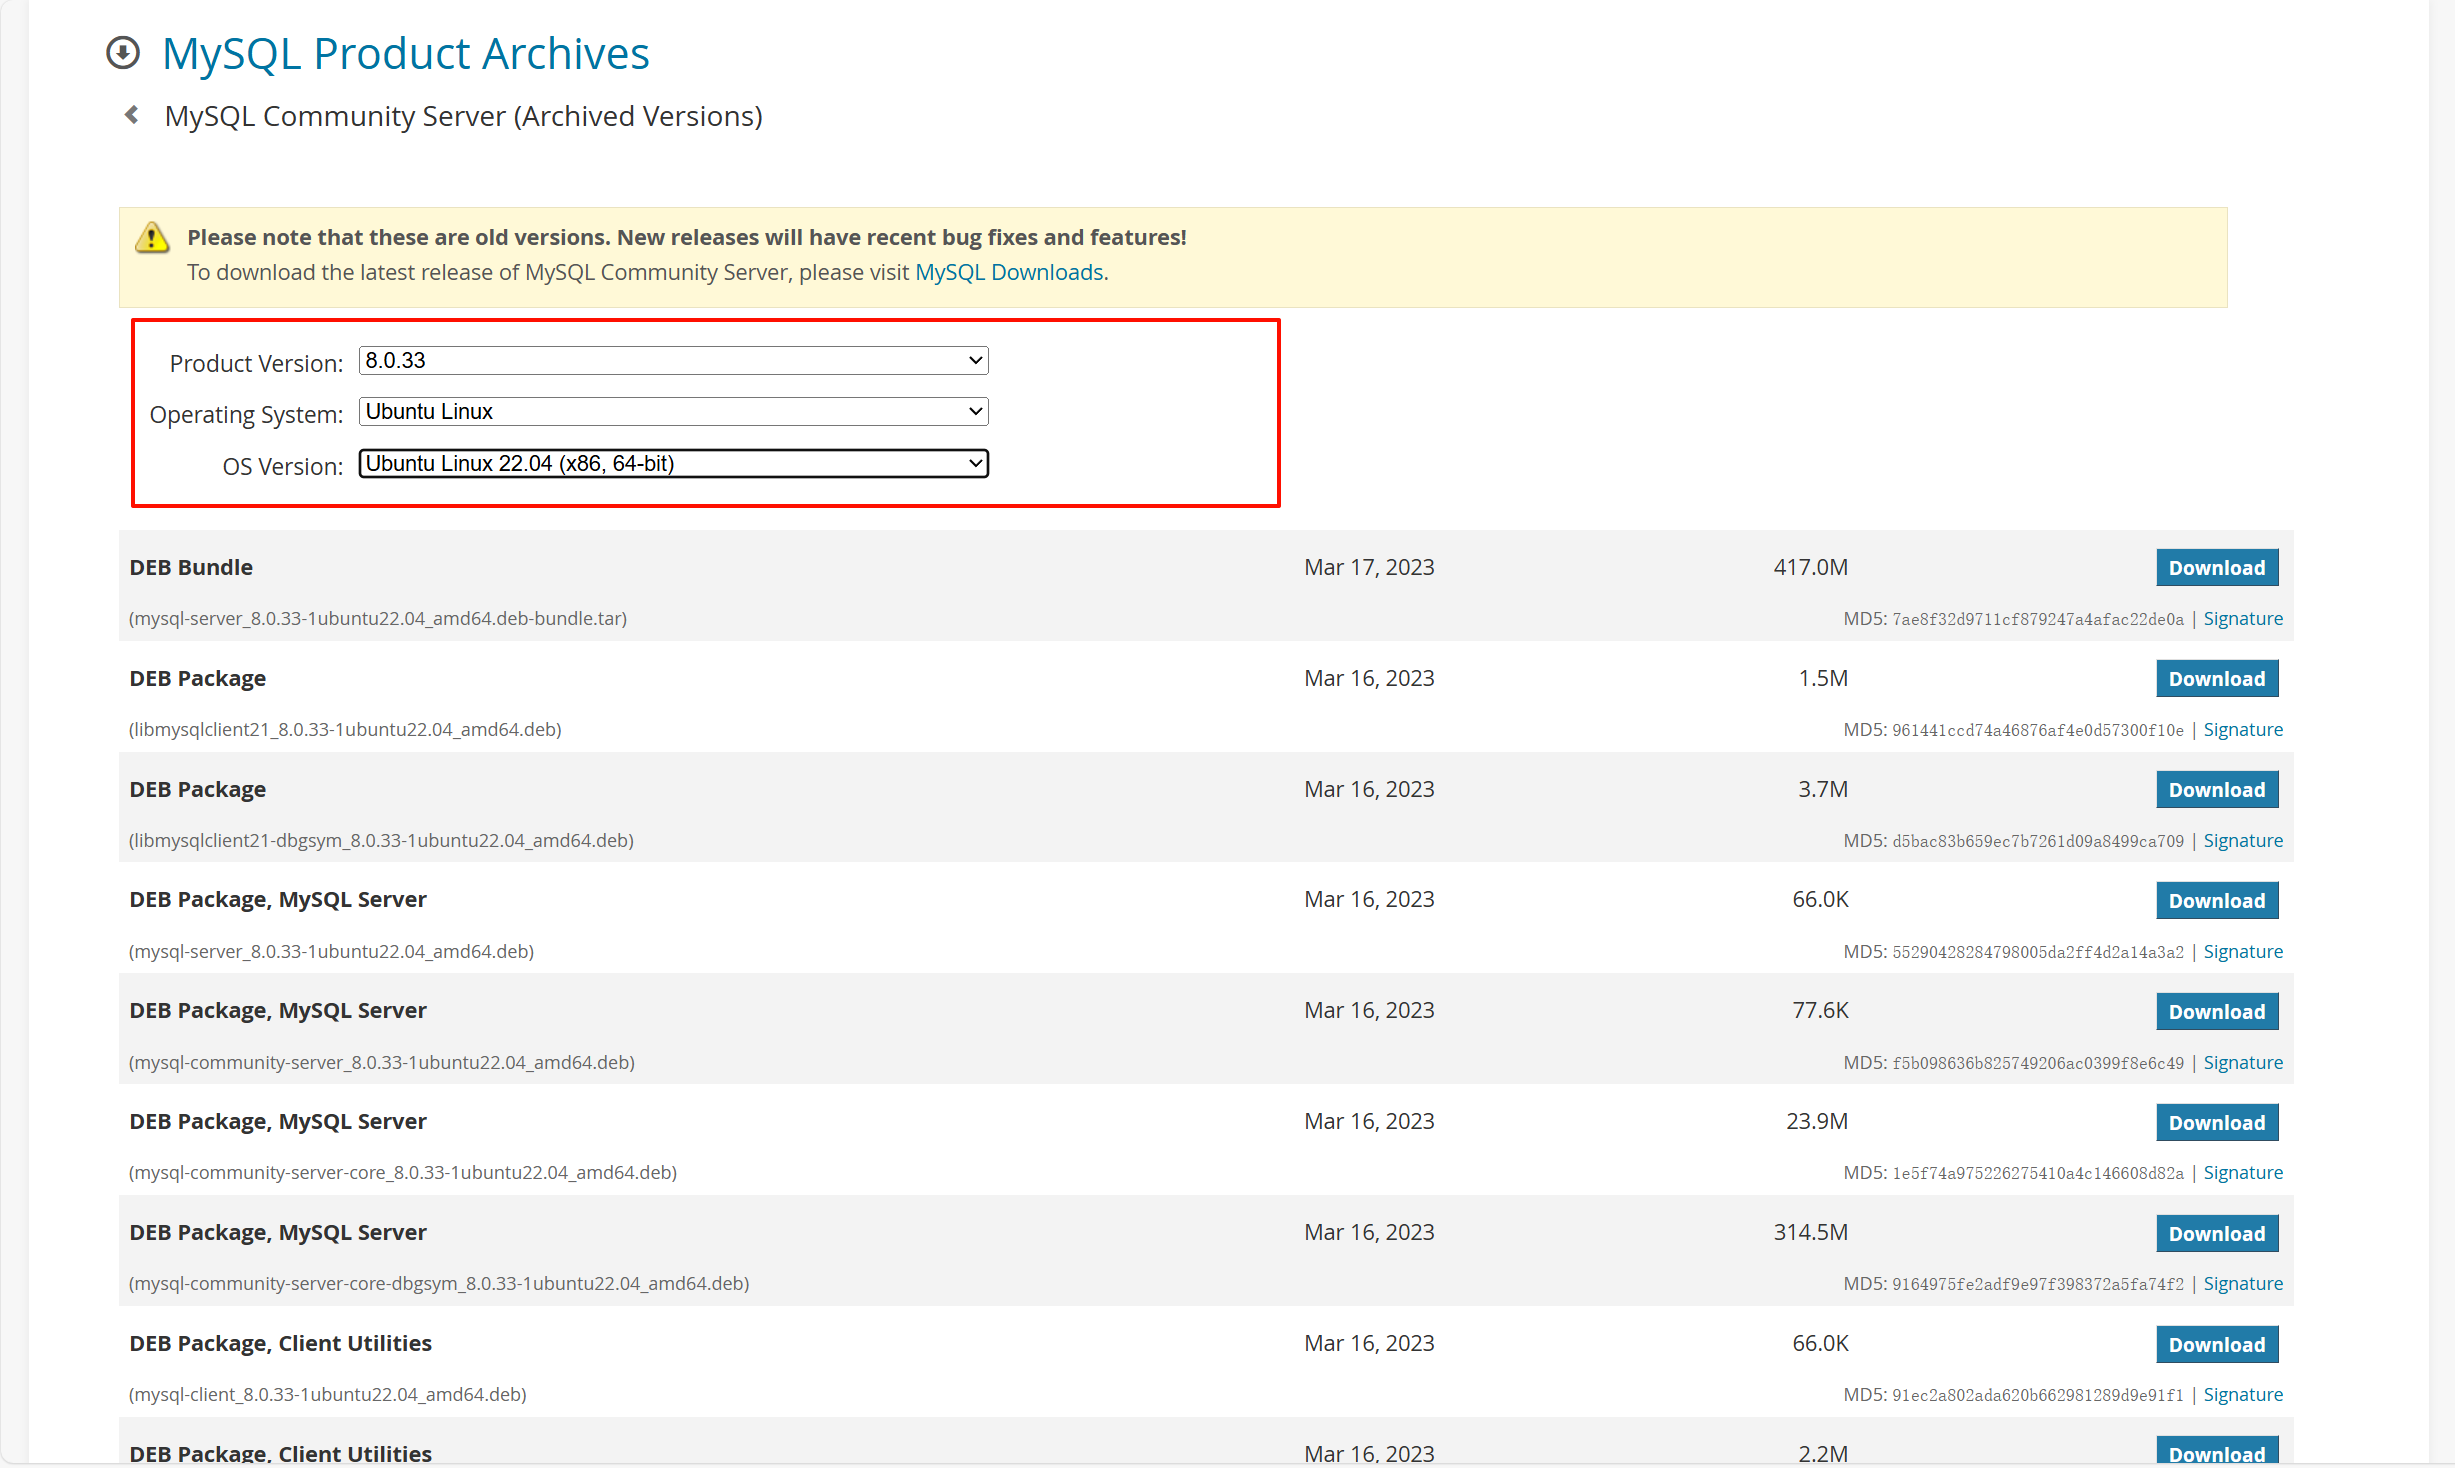 MySQL Product Archives
MySQL Community Server (Archived Versions)
Please note that these are old versions. New releases will have recent bug fixes and features!
To download the latest release of MySQL Community Server, please visit MySQL Downloads.
Product Version: 8.0.33
Operating System: Ubuntu Linux
OS Version: Ubuntu Linux 22.04 (x86, 64-bit)
DEB Bundle Mar 17, 2023 417.0M Download
(mysql-server_8.0.33-1ubuntu22.04_amd64.deb-bundle.tar) MD5: 7ae8f32d9711cf879247a4afac22de0a | Signature
DEB Package Mar 16, 2023 1.5M Download
(libmysqlclient21_8.0.33-1ubuntu22.04_amd64.deb) MD5: 961441ccd74a46876af4e0d57300f10e | Signature
DEB Package Mar 16, 2023 3.7M Download
(libmysqlclient21-dbgsym_8.0.33-1ubuntu22.04_amd64.deb) MD5: d5bac83b659ec7b7261d09a8499ca709 | Signature
DEB Package, MySQL Server Mar 16, 2023 66.0K Download
(mysql-server_8.0.33-1ubuntu22.04_amd64.deb) MD5: 55290428284798005da2ff4d2a14a3a2 | Signature
DEB Package, MySQL Server Mar 16, 2023 77.6K Download
(mysql-community-server_8.0.33-1ubuntu22.04_amd64.deb) MD5: f5b098636b825749206ac0399f8e6c49 | Signature
DEB Package, MySQL Server Mar 16, 2023 23.9M Download
(mysql-community-server-core_8.0.33-1ubuntu22.04_amd64.deb) MD5: 1e5f74a975226275410a4c146608d82a | Signature
DEB Package, MySQL Server Mar 16, 2023 314.5M Download
(mysql-community-server-core-dbgsym_8.0.33-1ubuntu22.04_amd64.deb) MD5: 9164975fe2adf9e97f398372a5fa74f2 | Signature
DEB Package, Client Utilities Mar 16, 2023 66.0K Download
(mysql-client_8.0.33-1ubuntu22.04_amd64.deb) MD5: 91ec2a802ada620b662981289d9e91f1 | Signature
DEB Package, Client Utilities Mar 16, 2023 2.2M Download